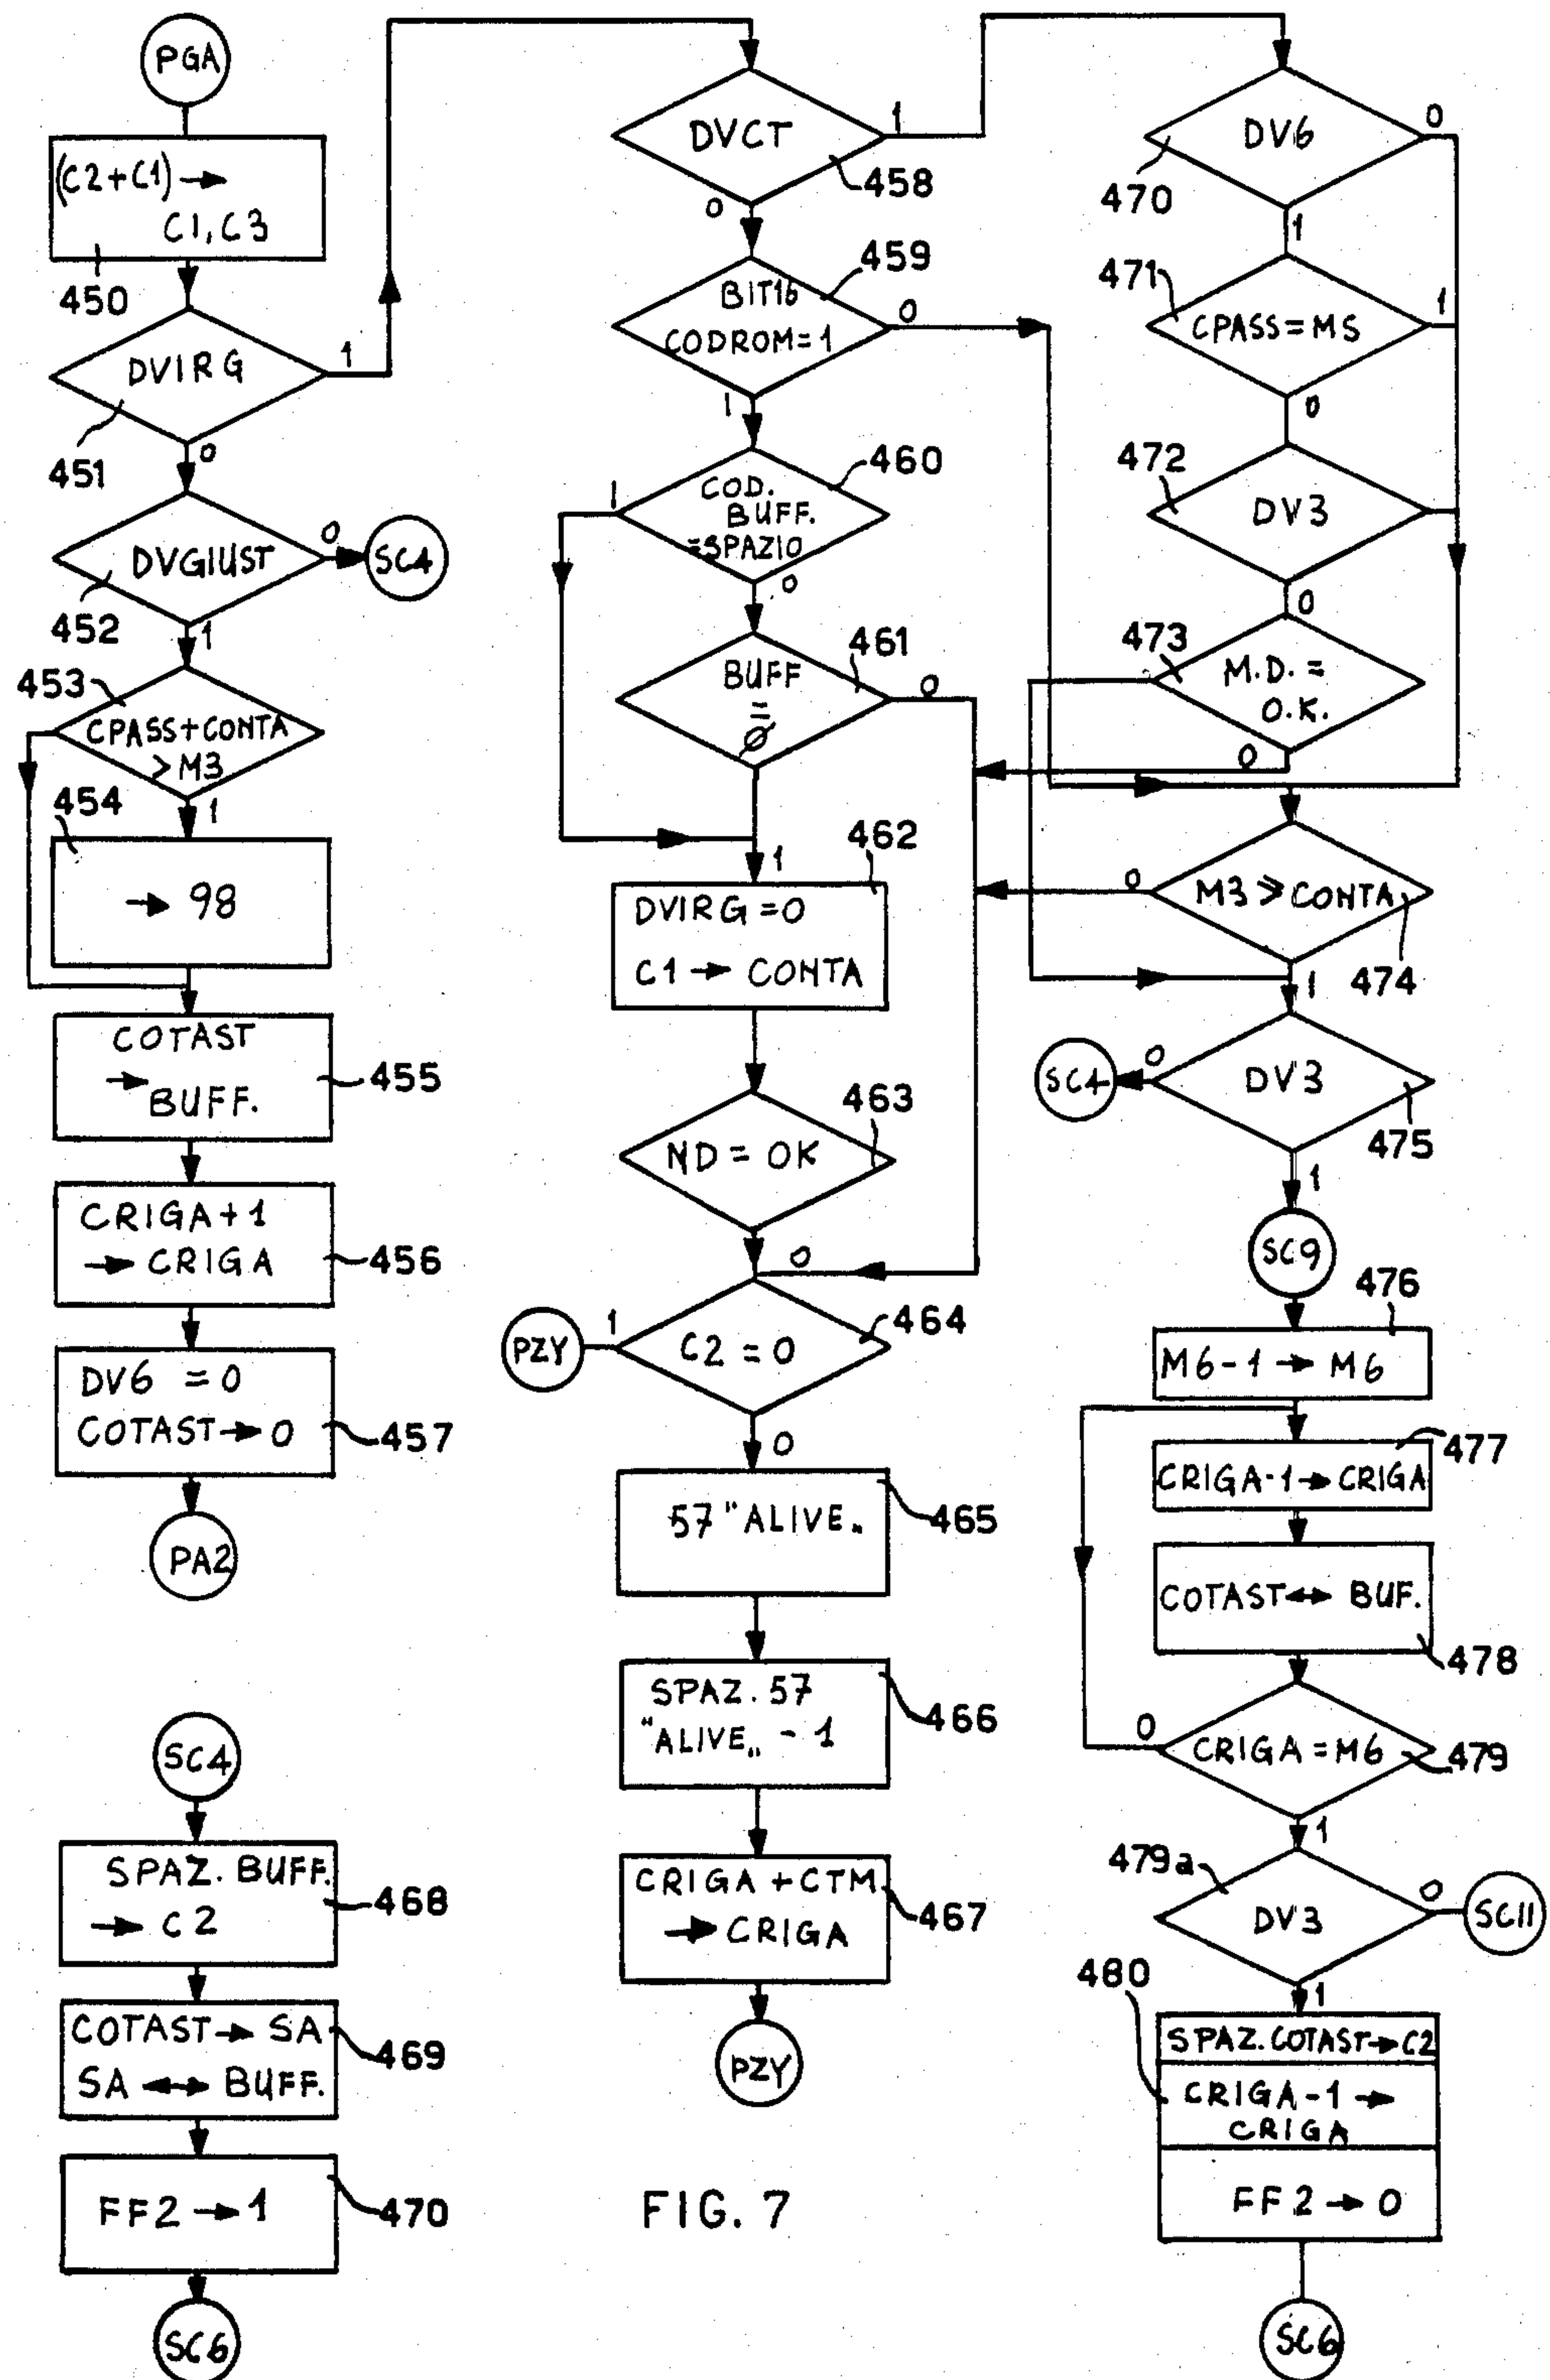 PGA
(C2+C1)→
C1, C3
450
DVIRG
1
451
0
DVGIUST
0
SC4
452
1
453
CPASS+CONTA
>M3
454
1
→ 98
COTAST
→
BUFF.
455
CRIGA+1
→ CRIGA
456
DV6 =0
COTAST→0
457
PA2
SC4
SPAZ. BUFF.
→ C2
468
COTAST→ SA
SA ↔ BUFF.
469
FF2 → 1
470
SC6
DVCT
1
458
0
459
BIT16
CODROM=1
0
1
460
COD.
BUFF.
=SPAZIO
1
0
461
BUFF
=
Ø
0
462
1
DVIRG =0
C1 → CONTA
463
MD = OK
0
464
C2 = 0
1
PZY
0
57 "ALIVE„
465
SPAZ. 57
"ALIVE„ - 1
466
CRIGA + CTM
→ CRIGA
467
PZY
FIG. 7
DV6
0
470
1
471
CPASS=MS
1
0
472
DV3
0
473
M.D. =
O.K.
0
M3 ≥ CONTA
0
474
1
DV3
0
SC4
475
1
SC9
476
M6-1 → M6
477
CRIGA-1→CRIGA
COTAST↔ BUF.
478
0
CRIGA = M6
479
1
479a
DV3
0
SC11
480
1
SPAZ.COTAST→C2
CRIGA-1 →
CRIGA
FF2 → 0
SC6